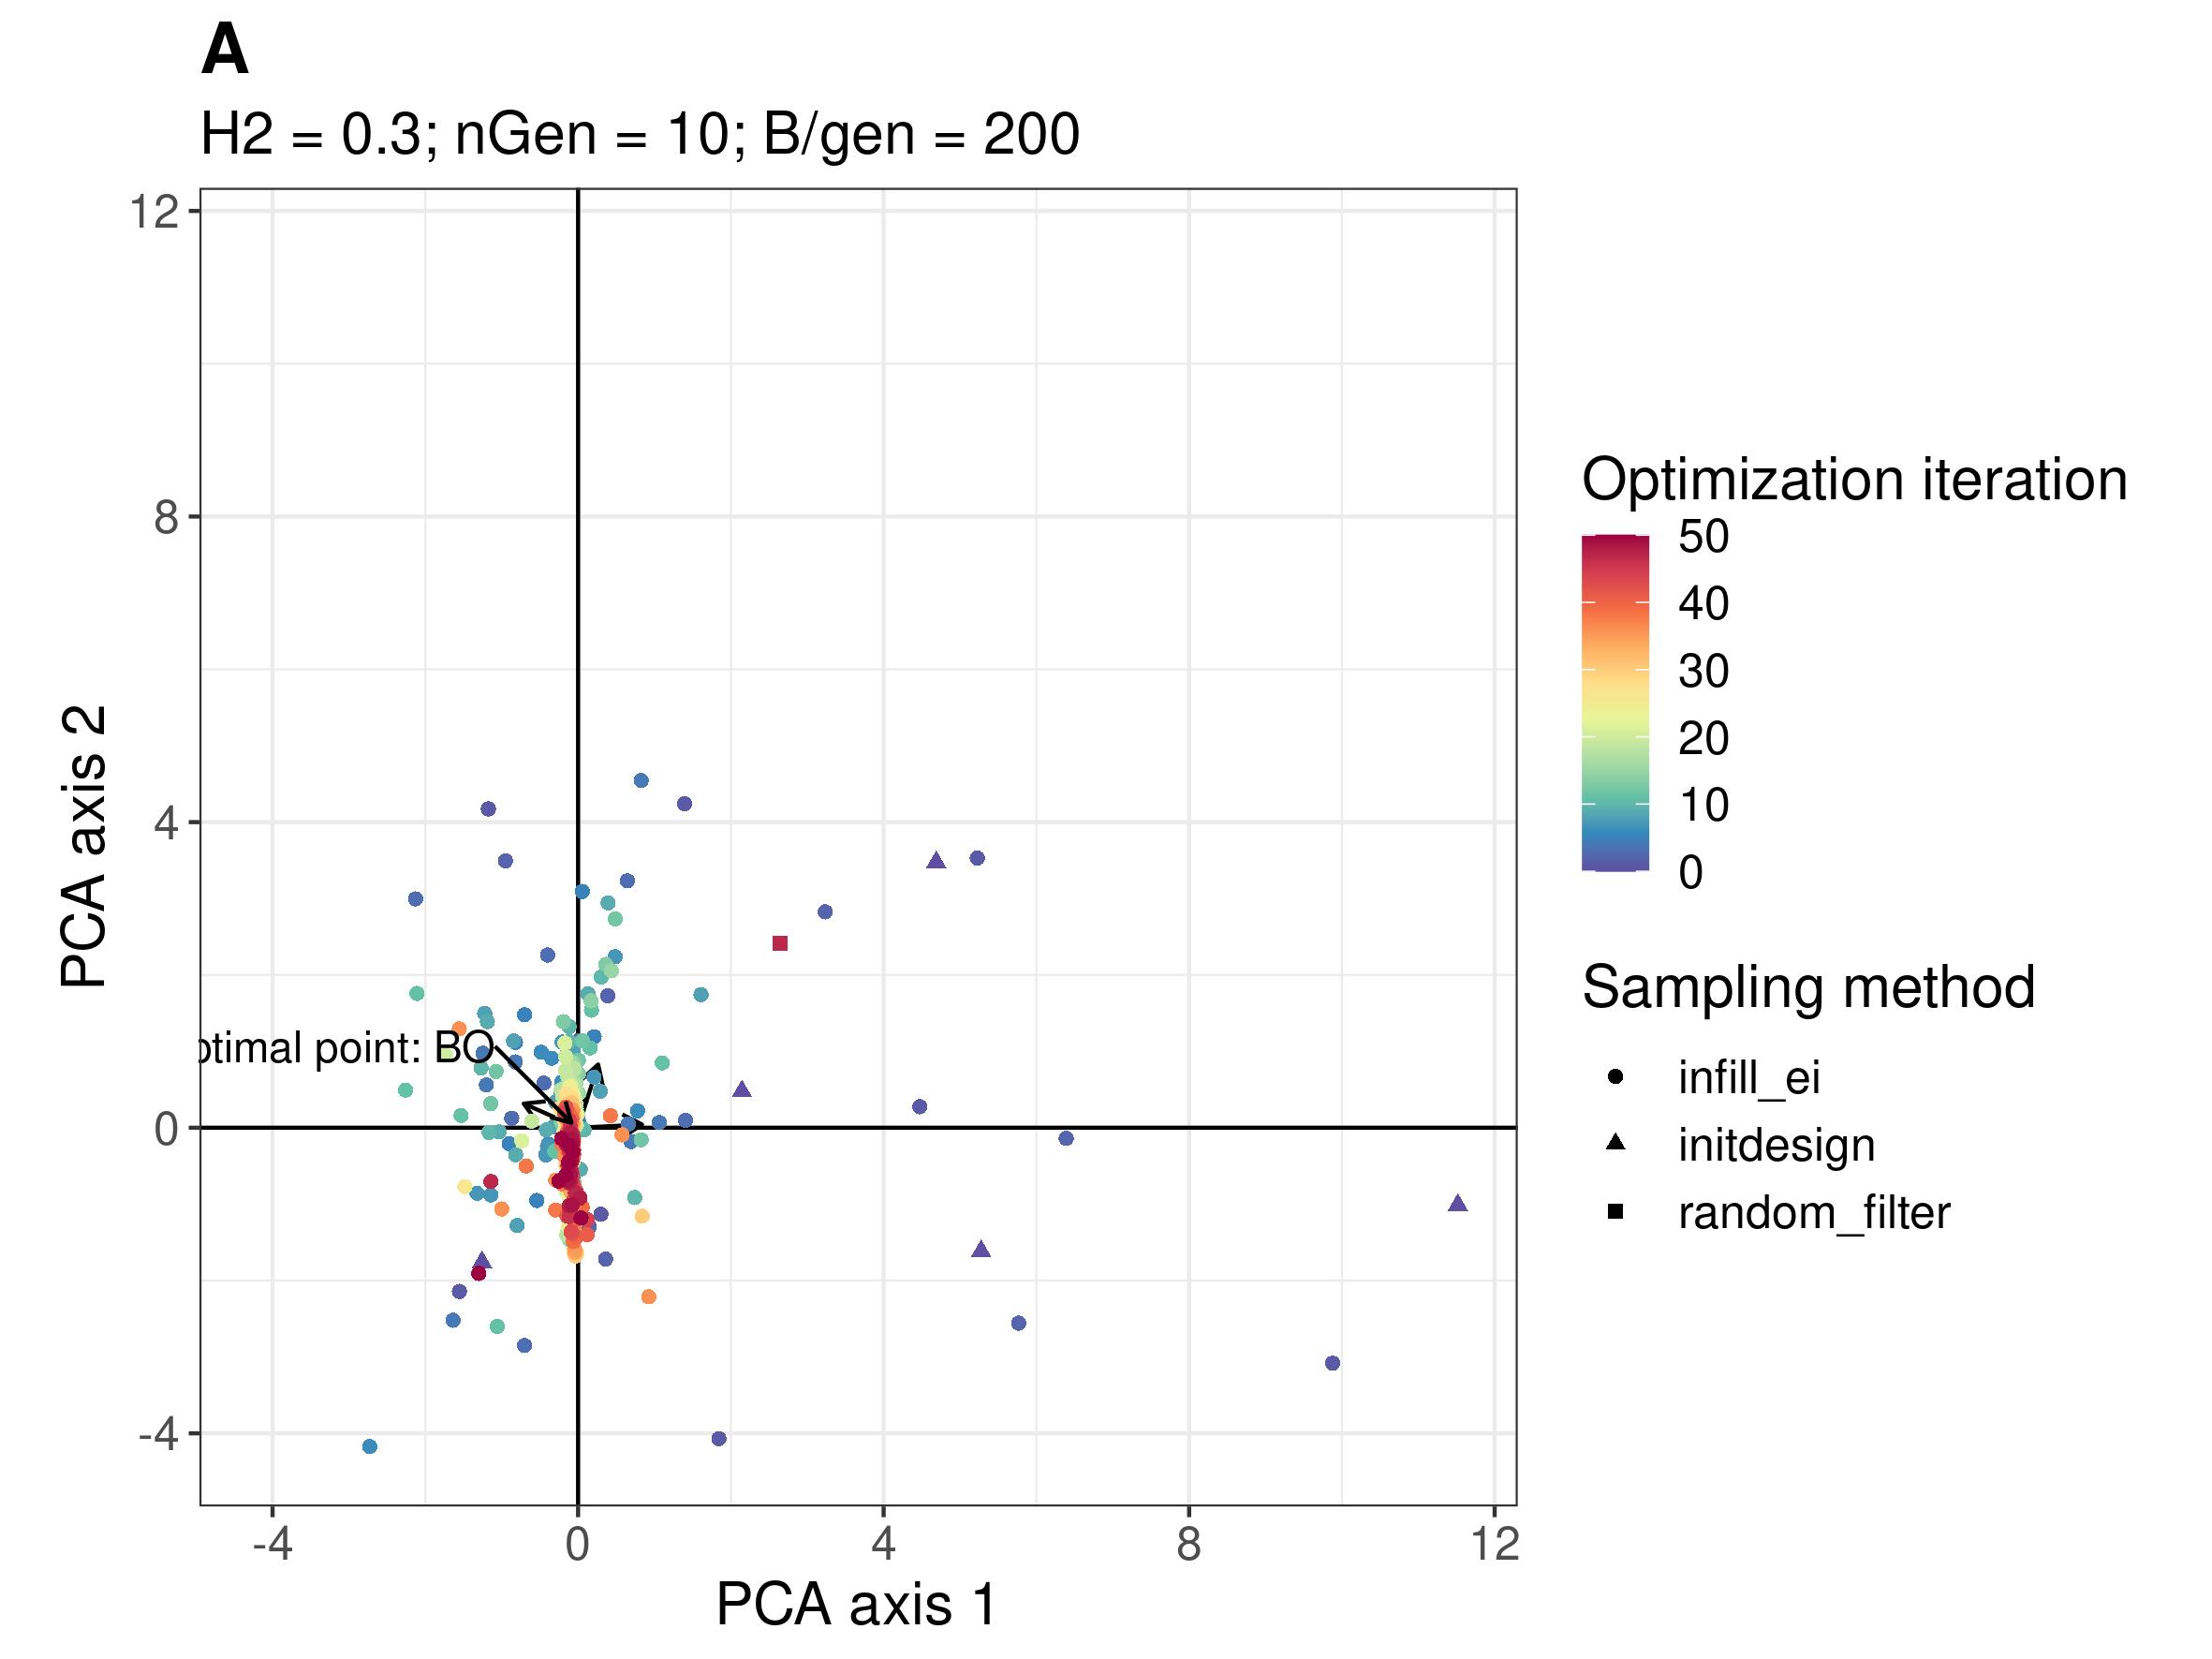 A
H2 = 0.3; nGen = 10; B/gen = 200
12
8
4
0
-4
PCA axis 2
point: BO
-4
0
4
8
12
PCA axis 1
Optimization iteration
50
40
30
20
10
0
Sampling method
infill_ei
initdesign
random_filter